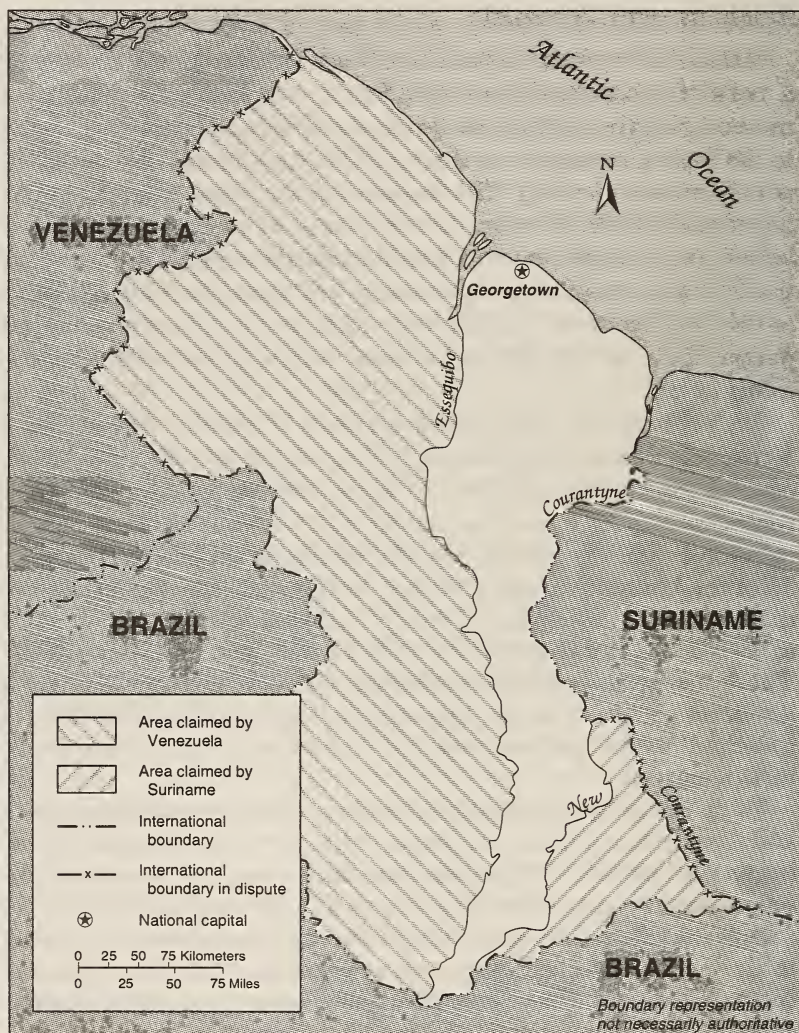 Atlantic
Ocean
N
VENEZUELA
Georgetown
Essequibo
Courantyne
BRAZIL
SURINAME
New
Courantyne
Area claimed by
Venezuela
Area claimed by
Suriname
International
boundary
International
boundary in dispute
National capital
0 25 50 75 Kilometers
0 25 50 75 Miles
BRAZIL
Boundary representation
not necessarily authoritative